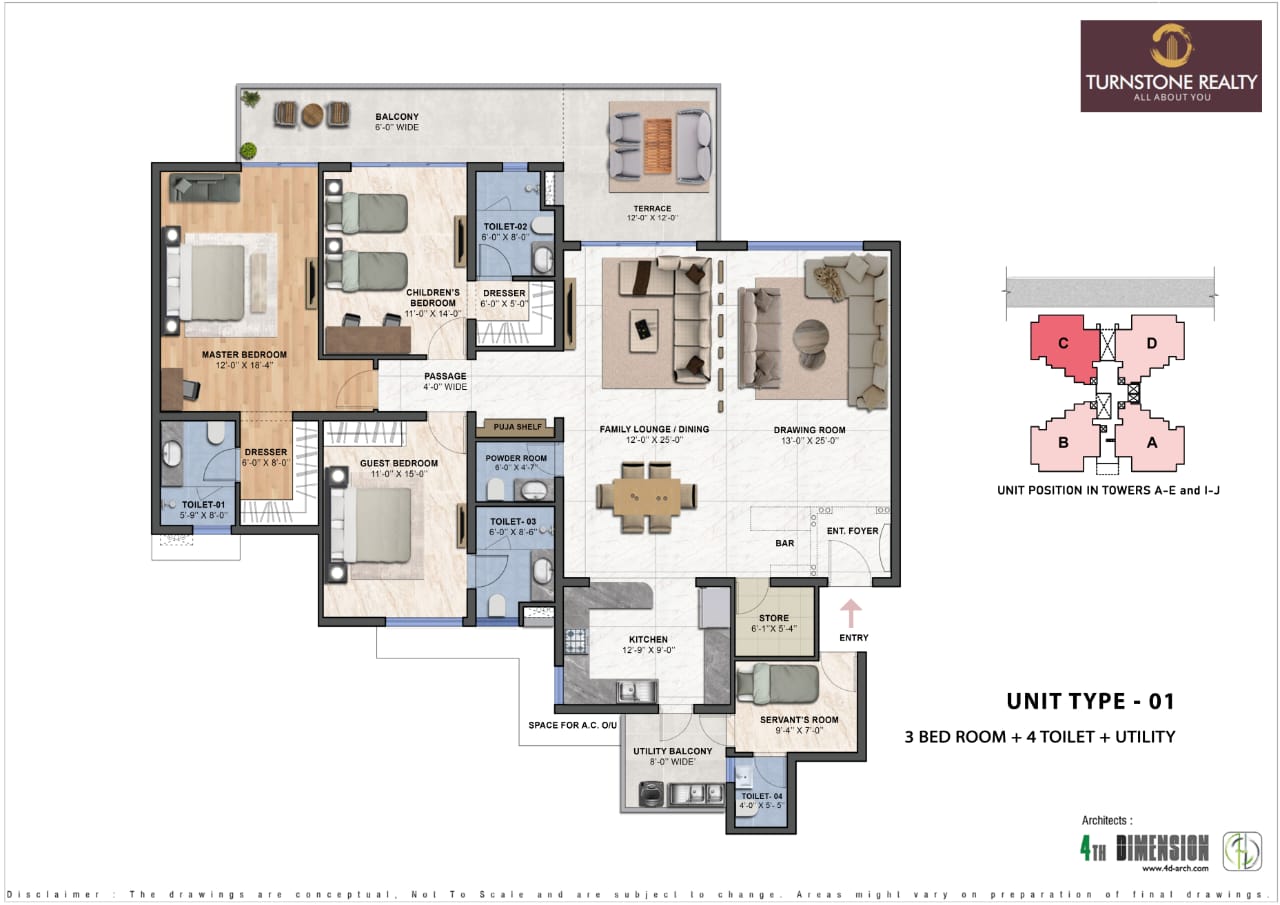 TURNSTONE REALTY
ALL ABOUT YOU
BALCONY
6'-0" WIDE
TERRACE
12'-0" X 12'-0"
TOILET-02
6'-0" X 8'-0"
CHILDREN'S
BEDROOM
11'-0" X 14'-0"
DRESSER
6'-0" X 5'-0"
MASTER BEDROOM
12'-0" X 18'-4"
PASSAGE
4'-0" WIDE
PUJA SHELF
FAMILY LOUNGE / DINING
12'-0" X 25'-0"
DRAWING ROOM
13'-0" X 25'-0"
DRESSER
6'-0" X 8'-0"
GUEST BEDROOM
11'-0" X 15'-0"
POWDER ROOM
6'-0" X 4'-7"
TOILET-01
5'-9" X 8'-0"
TOILET- 03
6'-0" X 8'-6"
BAR
ENT. FOYER
STORE
6'-1"X 5'-4"
ENTRY
KITCHEN
12'-9" X 9'-0"
SPACE FOR A.C. O/U
SERVANT'S ROOM
9'-4" X 7'-0"
UTILITY BALCONY
8'-0" WIDE'
TOILET- 04
4'-0" X 5'- 5"
C
D
B
A
UNIT POSITION IN TOWERS A-E and I-J
UNIT TYPE - 01
3 BED ROOM + 4 TOILET + UTILITY
Architects :
4TH DIMENSION
www.4d-arch.com
Disclaimer : The drawings are conceptual, Not To Scale and are subject to change. Areas might vary on preparation of final drawings.